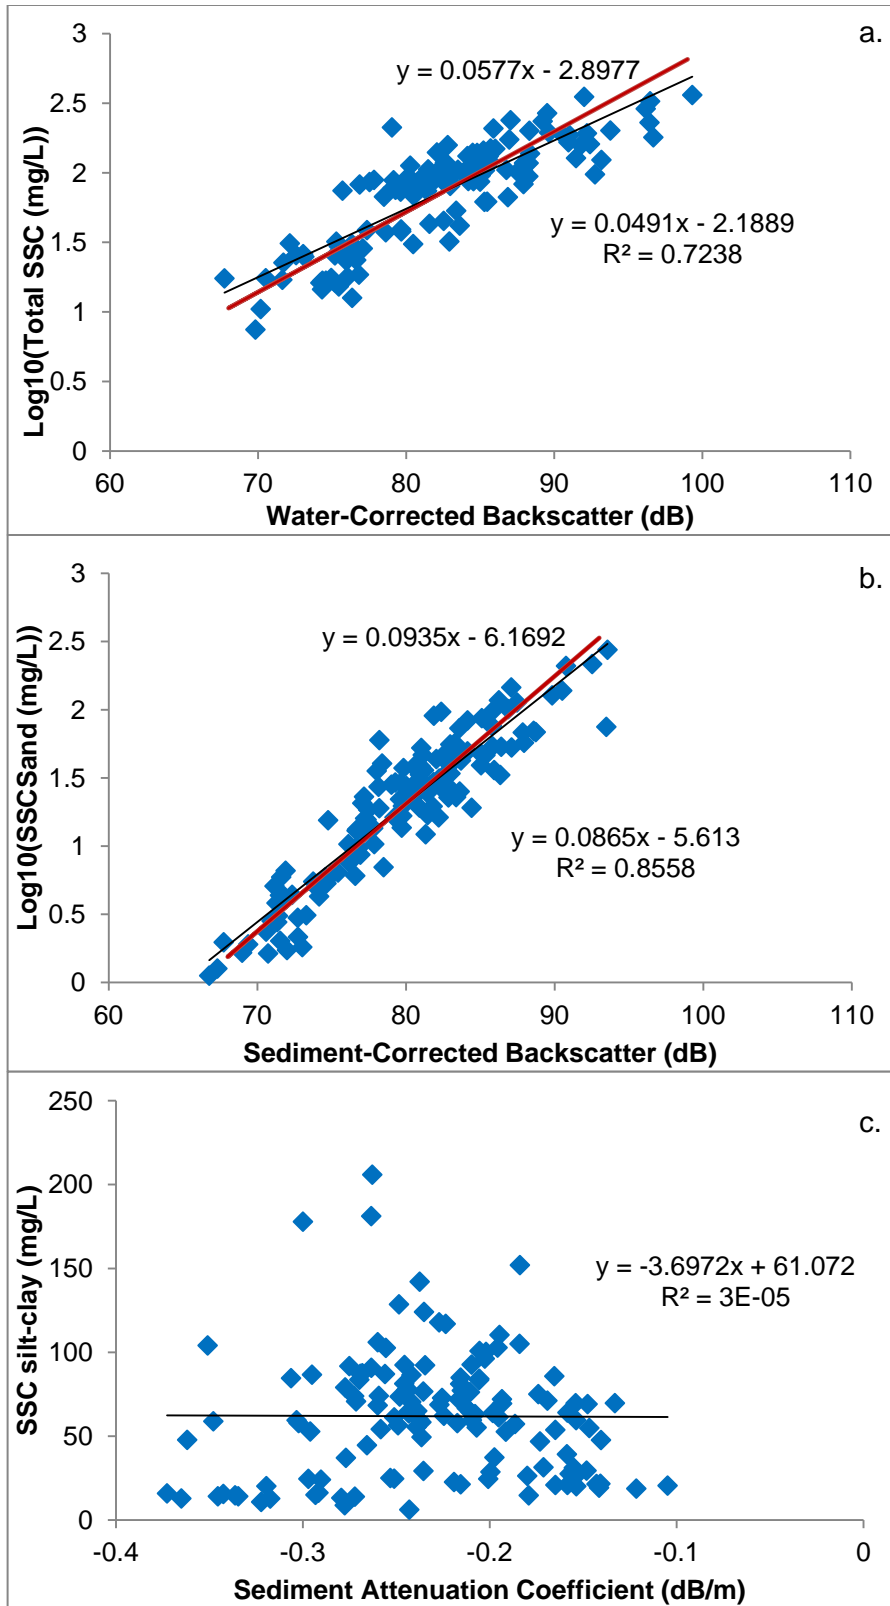 a.
3
2.5
2
1.5
1
0.5
0
Log10(Total SSC (mg/L))
y = 0.0577x - 2.8977
y = 0.0491x - 2.1889
R² = 0.7238
60 70 80 90 100 110
Water-Corrected Backscatter (dB)
b.
3
2.5
2
1.5
1
0.5
0
Log10(SSCSand (mg/L))
y = 0.0935x - 6.1692
y = 0.0865x - 5.613
R² = 0.8558
60 70 80 90 100 110
Sediment-Corrected Backscatter (dB)
c.
250
200
150
100
50
0
SSC silt-clay (mg/L)
y = -3.6972x + 61.072
R² = 3E-05
-0.4 -0.3 -0.2 -0.1 0
Sediment Attenuation Coefficient (dB/m)